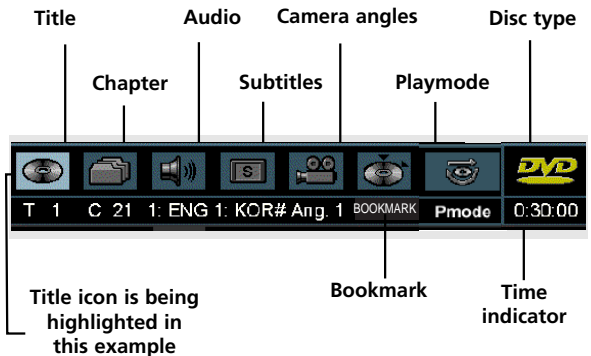 Title Audio Camera angles Disc type
Chapter Subtitles Playmode
S DVD
T 1 C 21 1: ENG 1: KOR# Ang. 1 BOOKMARK Pmode 0:30:00
Title icon is being
highlighted in
this example
Bookmark
Time
indicator